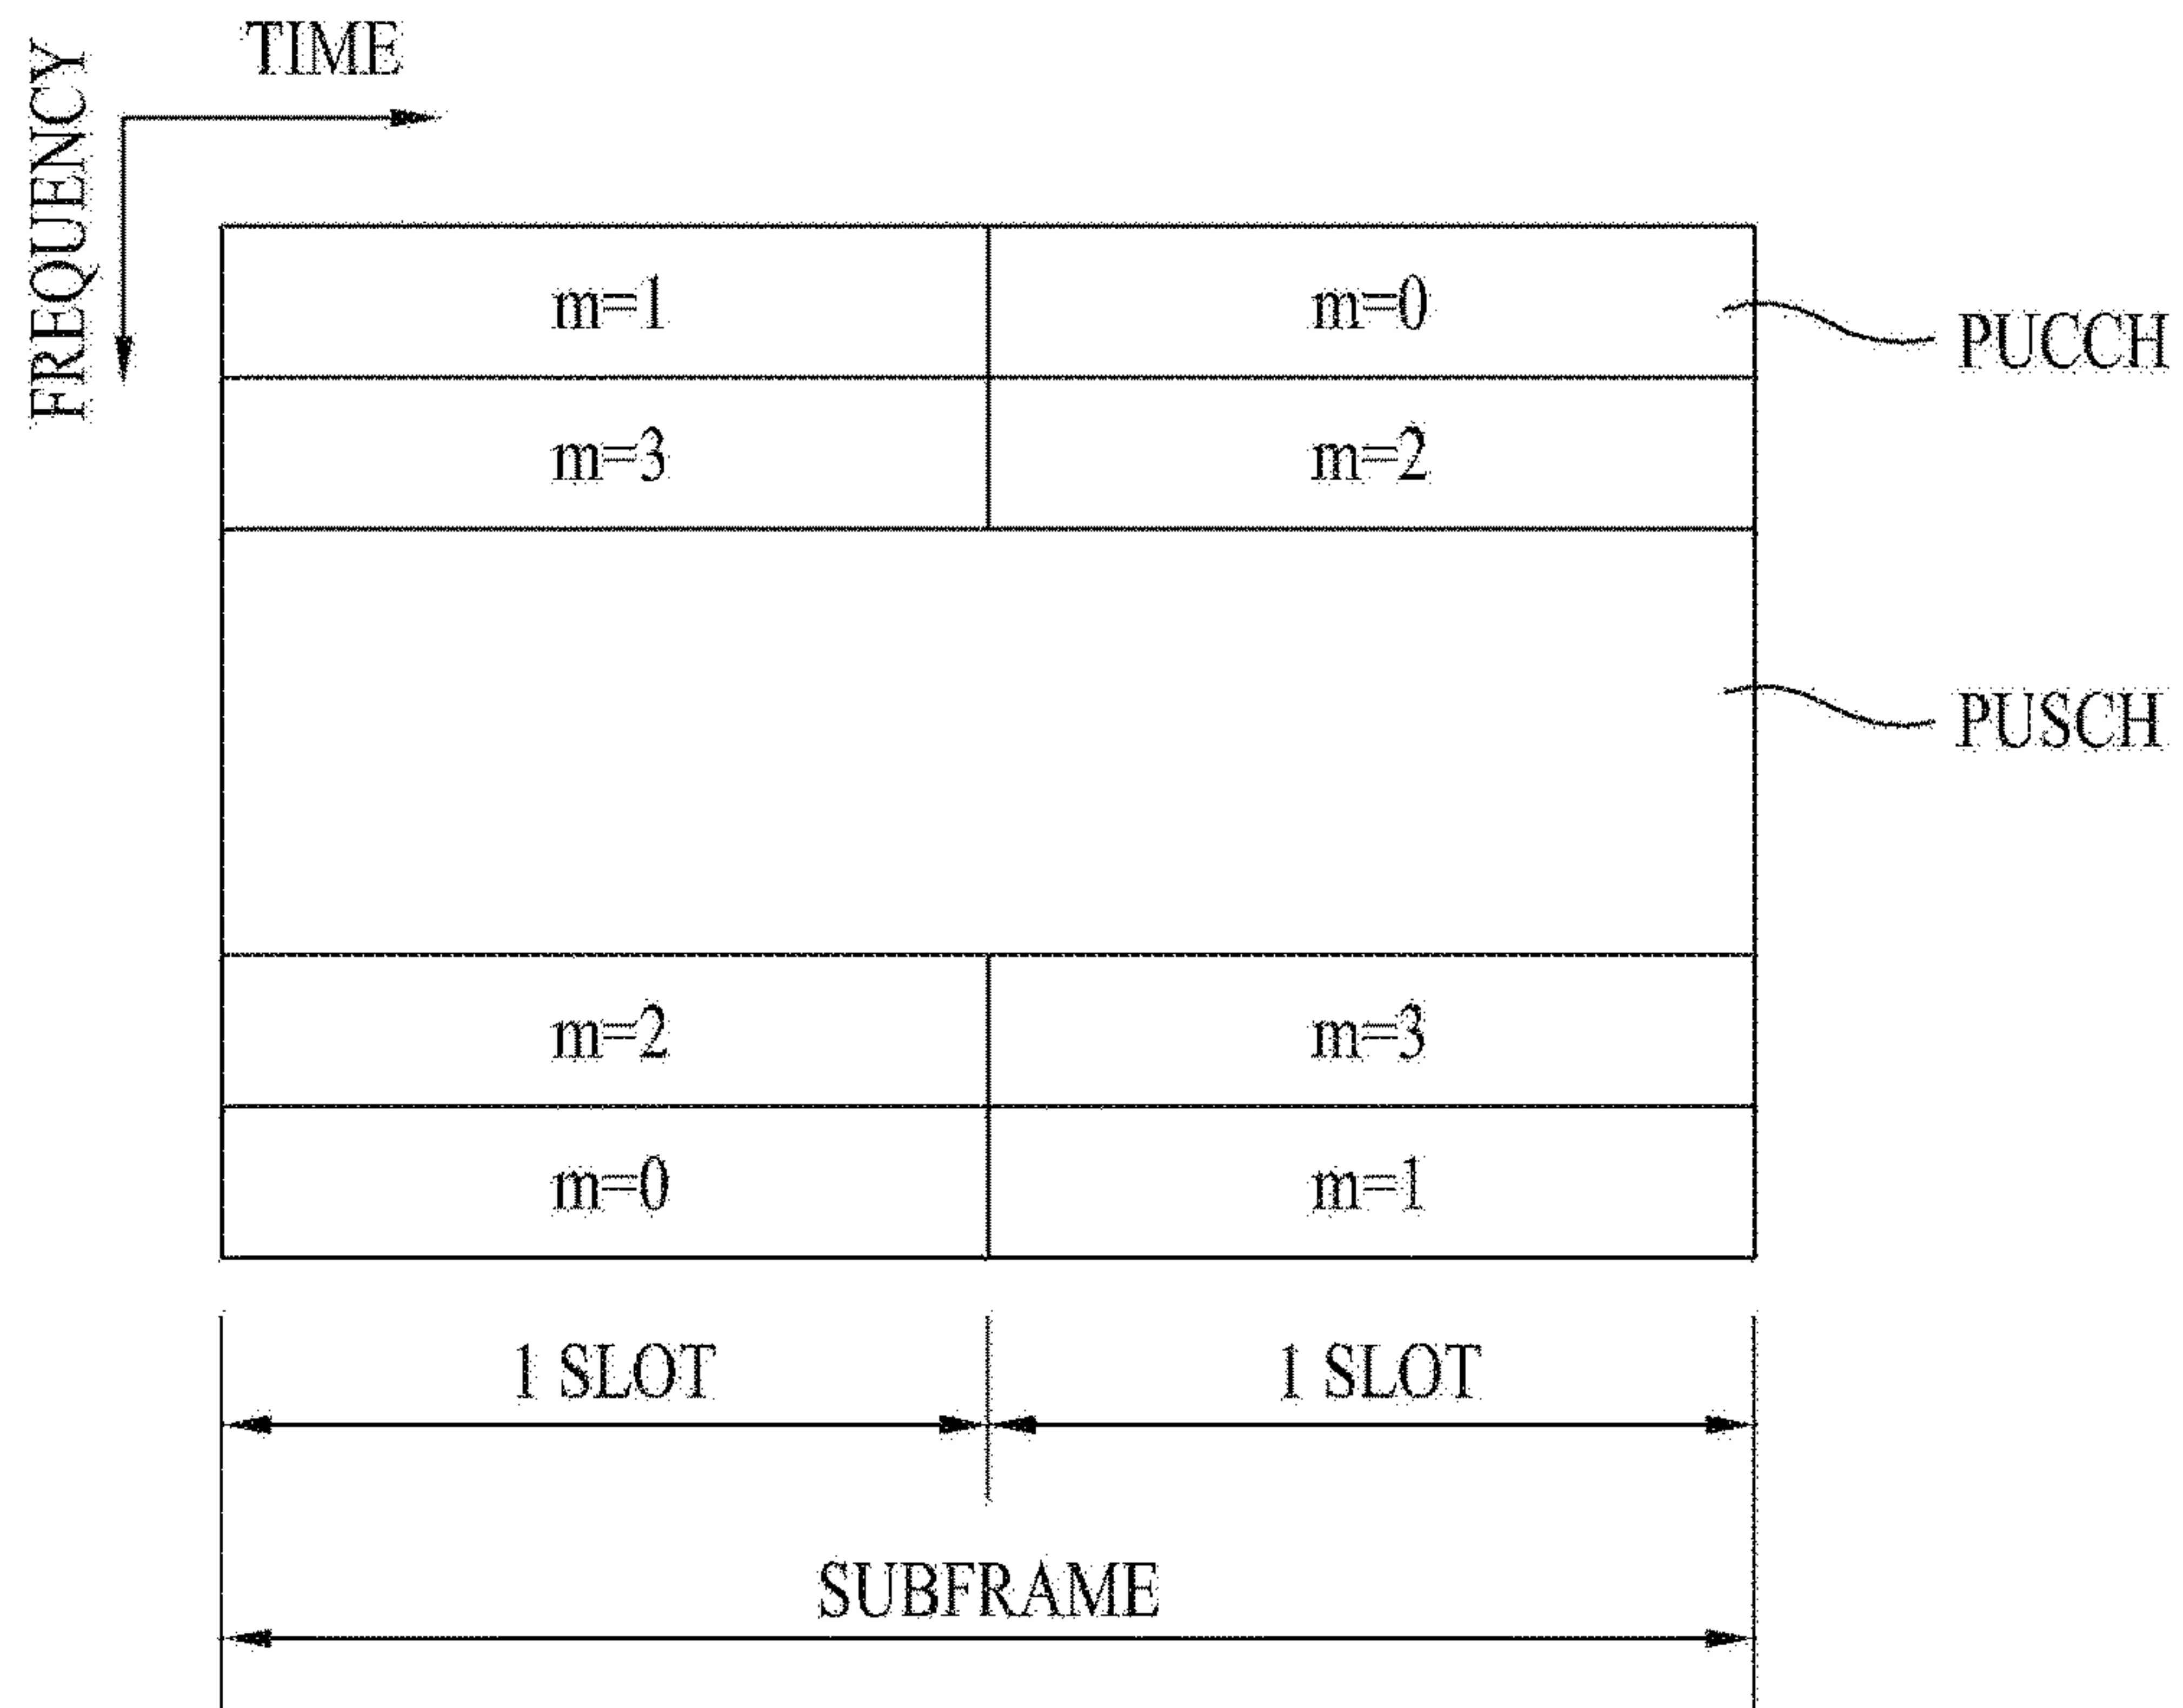 TIME
FREQUENCY
m=1 m=0
PUCCH
m=3 m=2
PUSCH
m=2 m=3
m=0 m=1
1 SLOT 1 SLOT
SUBFRAME